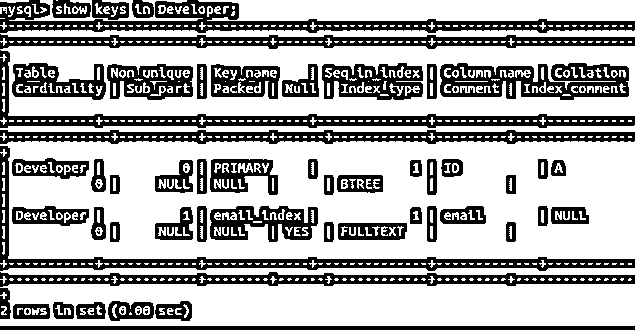 mysql> show keys in Developer;
| Table | Non_unique | Key_name | Seq_in_index | Column_name | Collation
| Cardinality | Sub_part | Packed | Null | Index_type | Comment | Index_comment
|
| Developer | 0 | PRIMARY | 1 | ID | A
| 0 | NULL | NULL | | BTREE | |
|
| Developer | 1 | email_index | 1 | email | NULL
| 0 | NULL | NULL | YES | FULLTEXT | |
|
2 rows in set (0.00 sec)